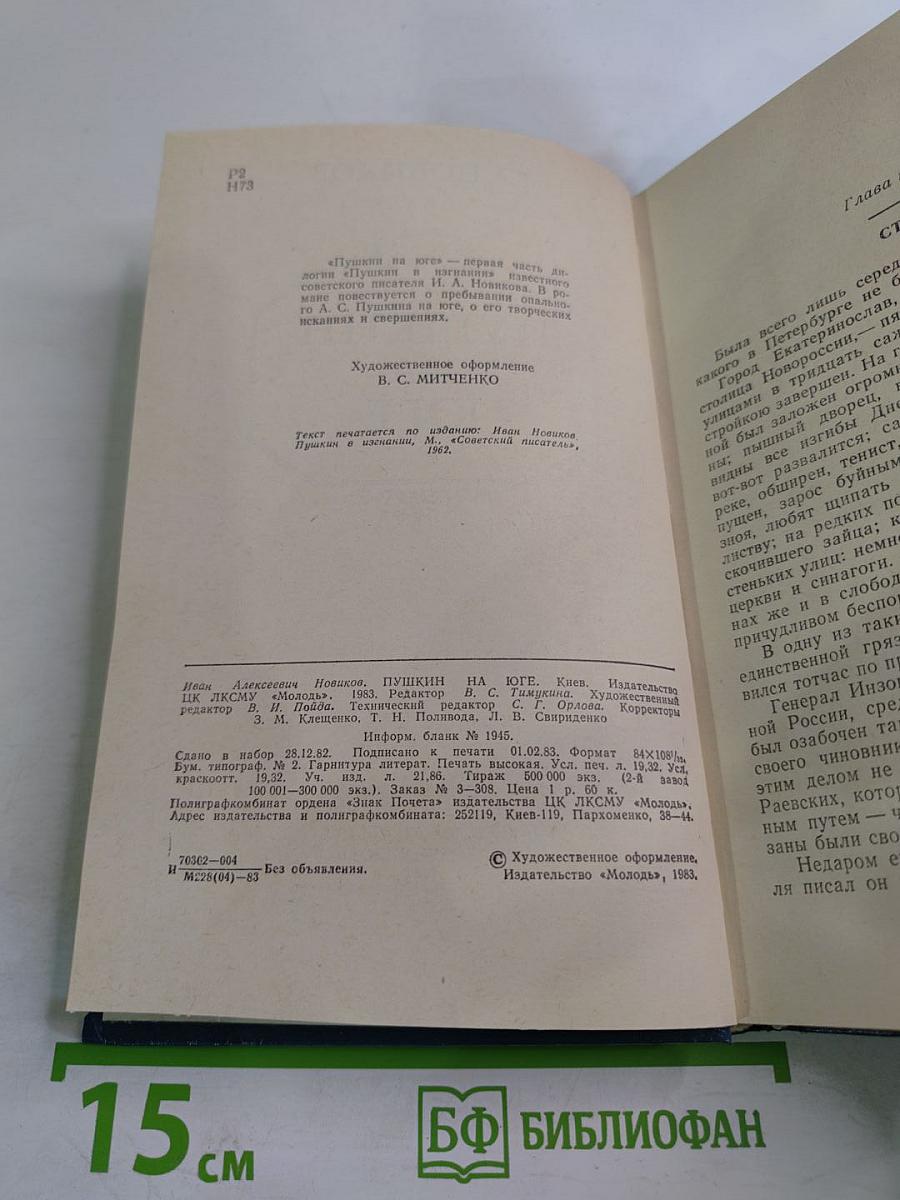 Р2
Н73
«Пушкин на юге» — первая часть ди-
логии «Пушкин в изгнании» известного
советского писателя И. А. Новикова. В ро-
мане повествуется о пребывании опально-
го А. С. Пушкина на юге, о его творческих
исканиях и свершениях.
Художественное оформление
В. С. МИТЧЕНКО
Текст печатается по изданию: Иван Новиков
Пушкин в изгнании, М., «Советский писатель»,
1962.
Иван Алексеевич Новиков. ПУШКИН НА ЮГЕ. Киев. Издательство
ЦК ЛКСМУ «Молодь». 1983. Редактор В. С. Тимукина. Художественный
редактор В. И. Пойда. Технический редактор С. Г. Орлова. Корректоры
З. М. Клещенко, Т. Н. Поливода, Л. В. Свириденко
Информ. бланк № 1945.
Сдано в набор 28.12.82. Подписано к печати 01.02.83. Формат 84×108¹/₃₂.
Бум. типограф. № 2. Гарнитура литерат. Печать высокая. Усл. печ. л. 19,32. Усл.
краскоотт. 19,32. Уч. изд. л. 21,86. Тираж 500 000 экз. (2-й завод
100 001—300 000 экз.). Заказ № 3—308. Цена 1 р. 60 к.
Полиграфкомбинат ордена «Знак Почета» издательства ЦК ЛКСМУ «Молодь».
Адрес издательства и полиграфкомбината: 252119, Киев-119, Пархоменко, 38—44.
И 70302—004
М228(04)—83 Без объявления.
© Художественное оформление.
Издательство «Молодь», 1983.
Глава
СТ
Была всего лишь серед
какого в Петербурге не б
Город Екатеринослав,
столица Новороссии,— пя
улицами в тридцать саж
стройкою завершен. На г
ной был заложен огромн
ны; пышный дворец,
видны все изгибы Дне
вот-вот развалится; са
реке, обширен, тенист,
пущен, зарос буйным
зноя, любят щипать
листву; на редких по
скочившего зайца; к
стеньких улиц: немн
церкви и синагоги.
нах же и в слобод
причудливом беспо
В одну из таки
единственной гряз
вился тотчас по пр
Генерал Инзо
ной России, сре
был озабочен та
своего чиновник
этим делом не
Раевских, котор
ным путем — ч
заны были сво
Недаром е
ля писал он
15 см
БФ БИБЛИОФАН